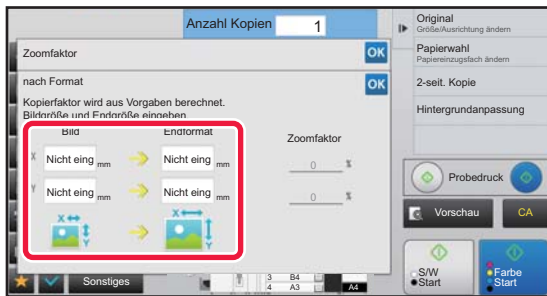 Anzahl Kopien 1
Zoomfaktor OK
nach Format OK
Kopierfaktor wird aus Vorgaben berechnet.
Bildgröße und Endgröße eingeben
Bild Endformat Zoomfaktor
X Nicht eing mm Nicht eing mm 0 %
Y Nicht eing mm Nicht eing mm 0 %
X Y X Y
Sonstiges
3 B4
4 A3 A4
Original
Größe/Ausrichtung ändern
Papierwahl
Papiereinzugsfach ändern
2-seit. Kopie
Hintergrundanpassung
Probedruck
Vorschau CA
S/W
Start
Farbe
Start